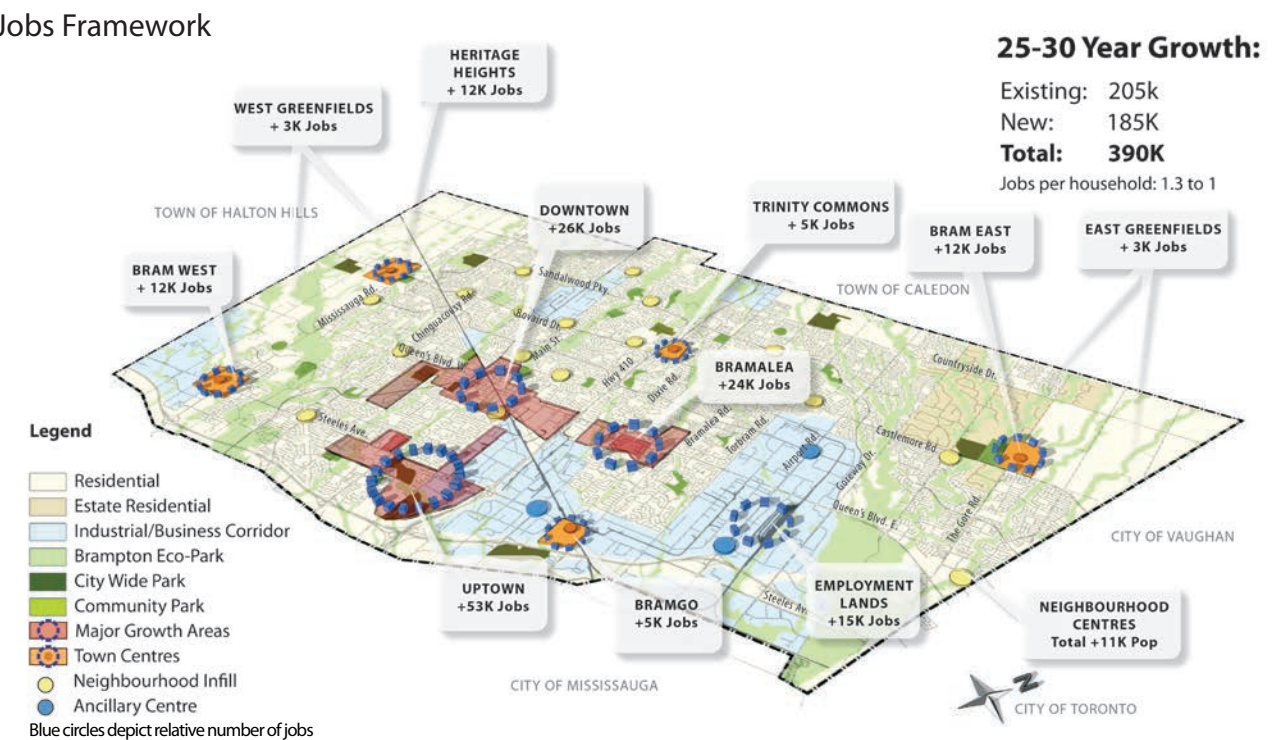 Jobs Framework
25-30 Year Growth:
Existing: 205k
New: 185K
Total: 390K
Jobs per household: 1.3 to 1
HERITAGE
HEIGHTS
+ 12K Jobs
WEST GREENFIELDS
+ 3K Jobs
DOWNTOWN
+26K Jobs
TRINITY COMMONS
+ 5K Jobs
BRAM EAST
+12K Jobs
EAST GREENFIELDS
+ 3K Jobs
TOWN OF HALTON HILLS
BRAM WEST
+ 12K Jobs
TOWN OF CALEDON
Sandalwood Pky.
Mississauga Rd.
Chinguacousy Rd.
Bovaird Dr.
Main St.
Queen's Blvd. W
Hwy 410
Dixie Rd.
BRAMALEA
+24K Jobs
Countryside Dr.
Steeles Ave.
Bramalea Rd.
Torbram Rd.
Airport Rd.
Goreway Dr.
Castlemore Rd.
Queen's Blvd. E.
The Gore Rd.
CITY OF VAUGHAN
Legend
Residential
Estate Residential
Industrial/Business Corridor
Brampton Eco-Park
City Wide Park
Community Park
Major Growth Areas
Town Centres
Neighbourhood Infill
Ancillary Centre
Blue circles depict relative number of jobs
UPTOWN
+53K Jobs
BRAMGO
+5K Jobs
Steeles Av
EMPLOYMENT
LANDS
+15K Jobs
NEIGHBOURHOOD
CENTRES
Total +11K Pop
CITY OF MISSISSAUGA
Z
CITY OF TORONTO